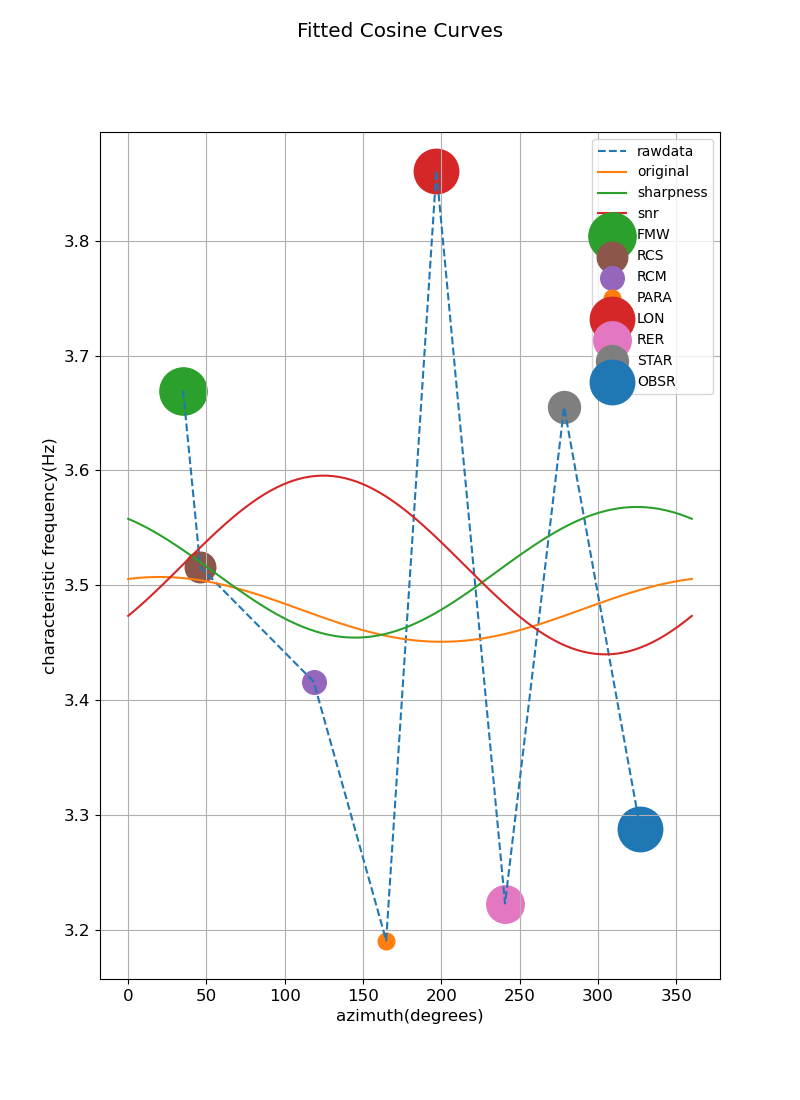 Fitted Cosine Curves
characteristic frequency(Hz)
3.8
3.7
3.6
3.5
3.4
3.3
3.2
rawdata
original
sharpness
snr
FMW
RCS
RCM
PARA
LON
RER
STAR
OBSR
0 50 100 150 200 250 300 350
azimuth(degrees)